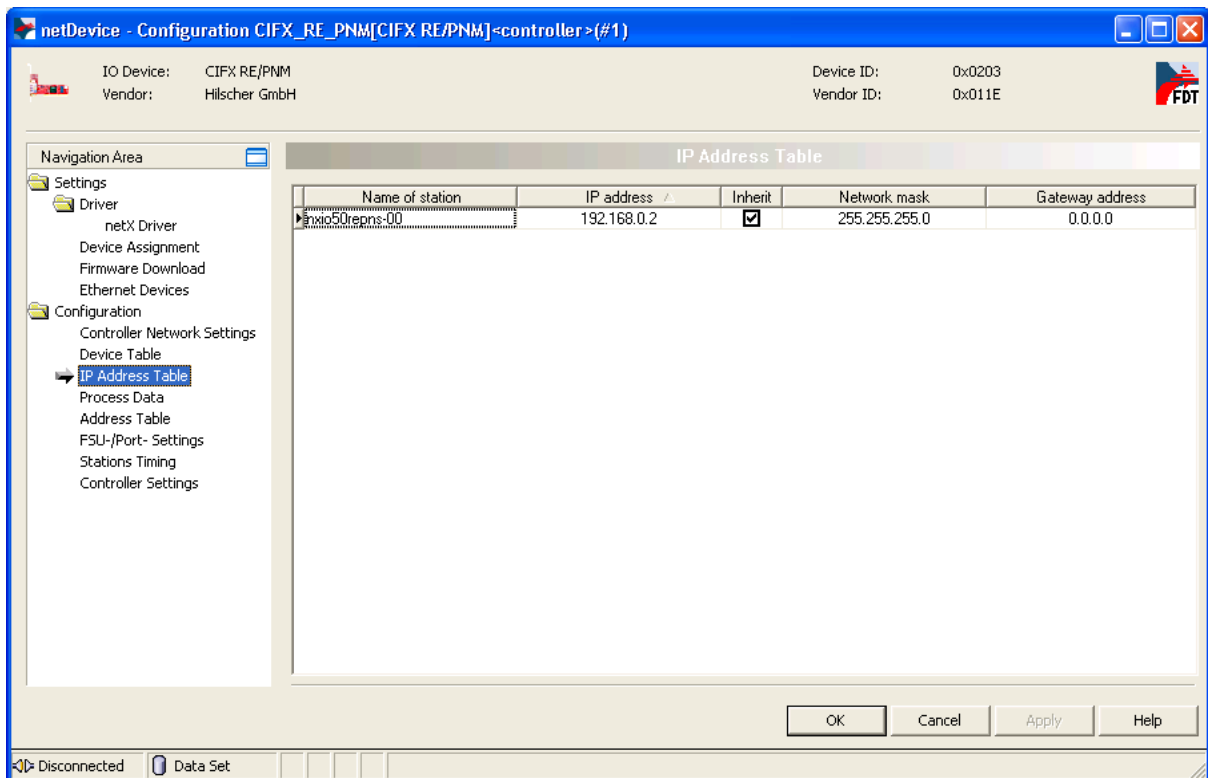 netDevice - Configuration CIFX_RE_PNM[CIFX RE/PNM]<controller>(#1)
IO Device: CIFX RE/PNM Device ID: 0x0203
Vendor: Hilscher GmbH Vendor ID: 0x011E
FDT
Navigation Area
IP Address Table
Settings
Driver
netX Driver
Device Assignment
Firmware Download
Ethernet Devices
Configuration
Controller Network Settings
Device Table
IP Address Table
Process Data
Address Table
FSU-/Port- Settings
Stations Timing
Controller Settings
Name of station IP address Inherit Network mask Gateway address
nxio50repns-00 192.168.0.2 255.255.255.0 0.0.0.0
OK Cancel Apply Help
Disconnected Data Set